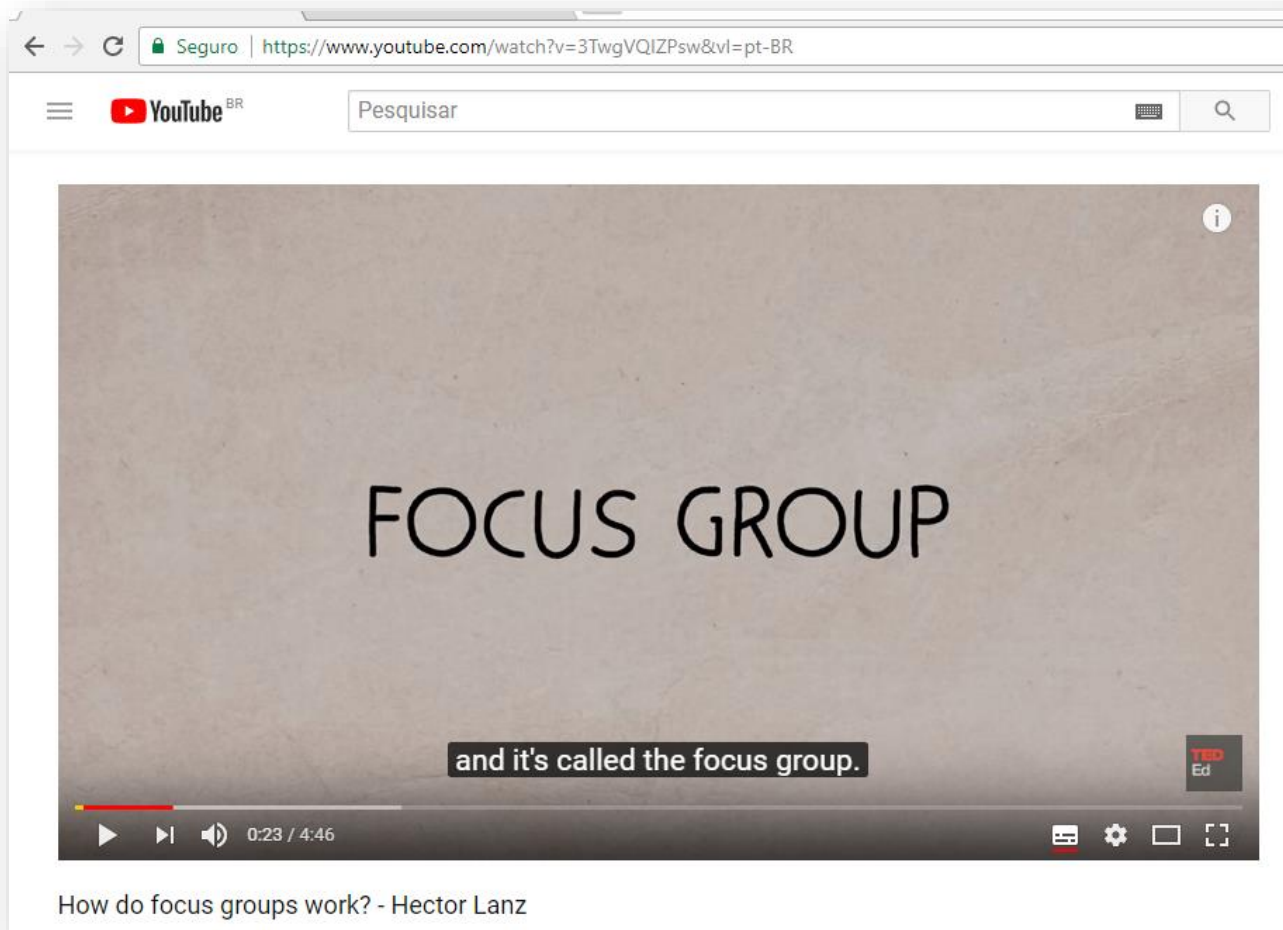 Seguro | https://www.youtube.com/watch?v=3TwgVQIZPsw&vl=pt-BR
YouTube BR
Pesquisar
i
FOCUS GROUP
and it's called the focus group.
TED
Ed
0:23 / 4:46
How do focus groups work? - Hector Lanz